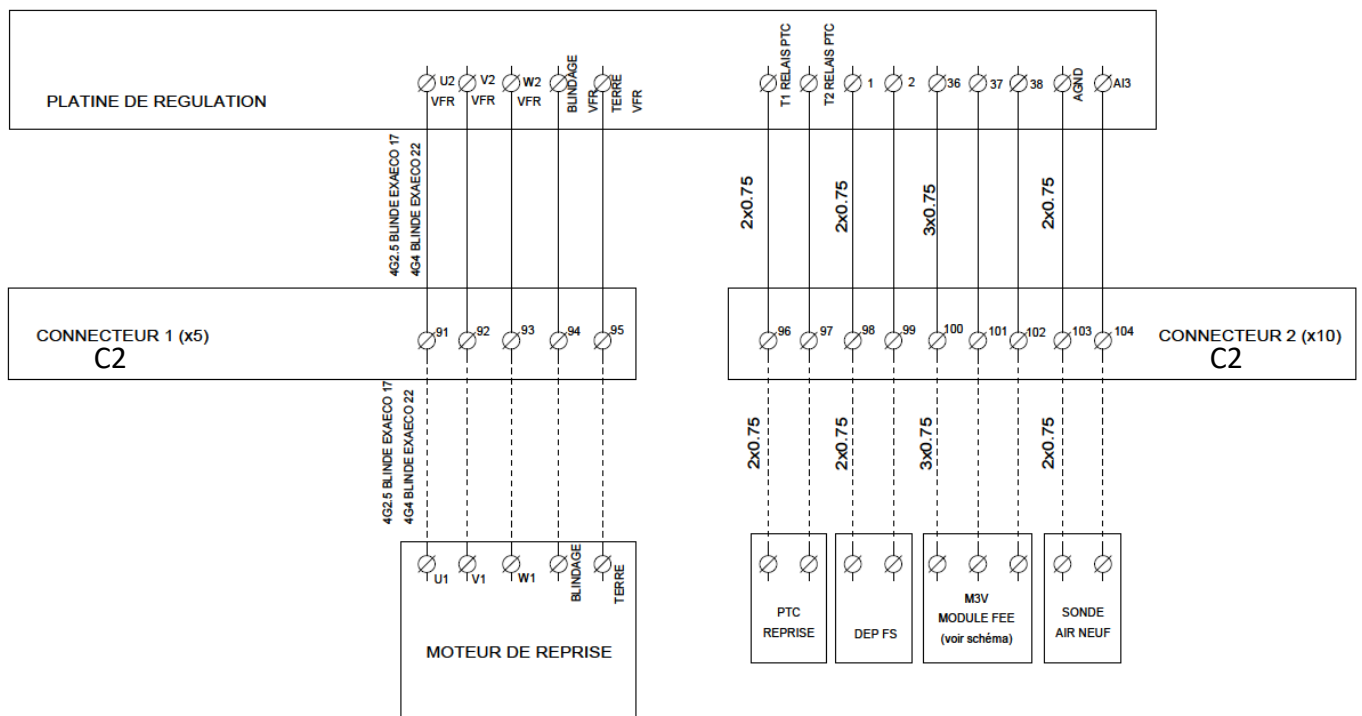 PLATINE DE REGULATION
U2
VFR
V2
VFR
W2
VFR
BLINDAGE
VFR
TERRE
VFR
T1 RELAIS PTC
T2 RELAIS PTC
1
2
36
37
38
AGND
AI3
4G2.5 BLINDE EXAECO 17
4G4 BLINDE EXAECO 22
2x0.75
2x0.75
3x0.75
2x0.75
CONNECTEUR 1 (x5)
C2
91
92
93
94
95
96
97
98
99
100
101
102
103
104
CONNECTEUR 2 (x10)
C2
4G2.5 BLINDE EXAECO 17
4G4 BLINDE EXAECO 22
2x0.75
2x0.75
3x0.75
2x0.75
U1
V1
W1
BLINDAGE
TERRE
MOTEUR DE REPRISE
PTC
REPRISE
DEP FS
M3V
MODULE FEE
(voir schéma)
SONDE
AIR NEUF